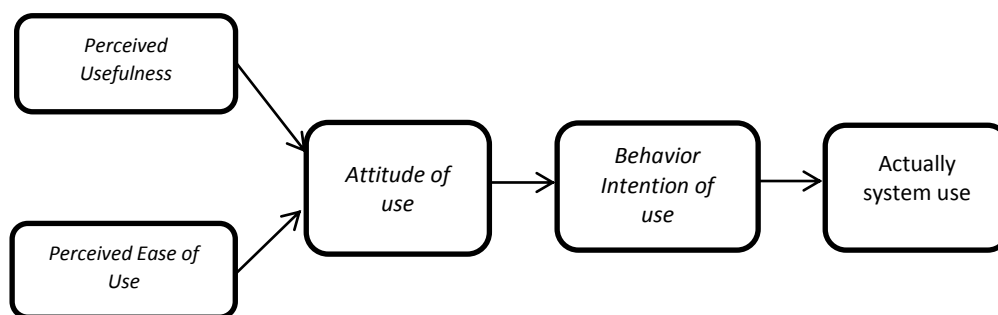 Perceived
Usefulness
Perceived Ease of
Use
Attitude of
use
Behavior
Intention of
use
Actually
system use